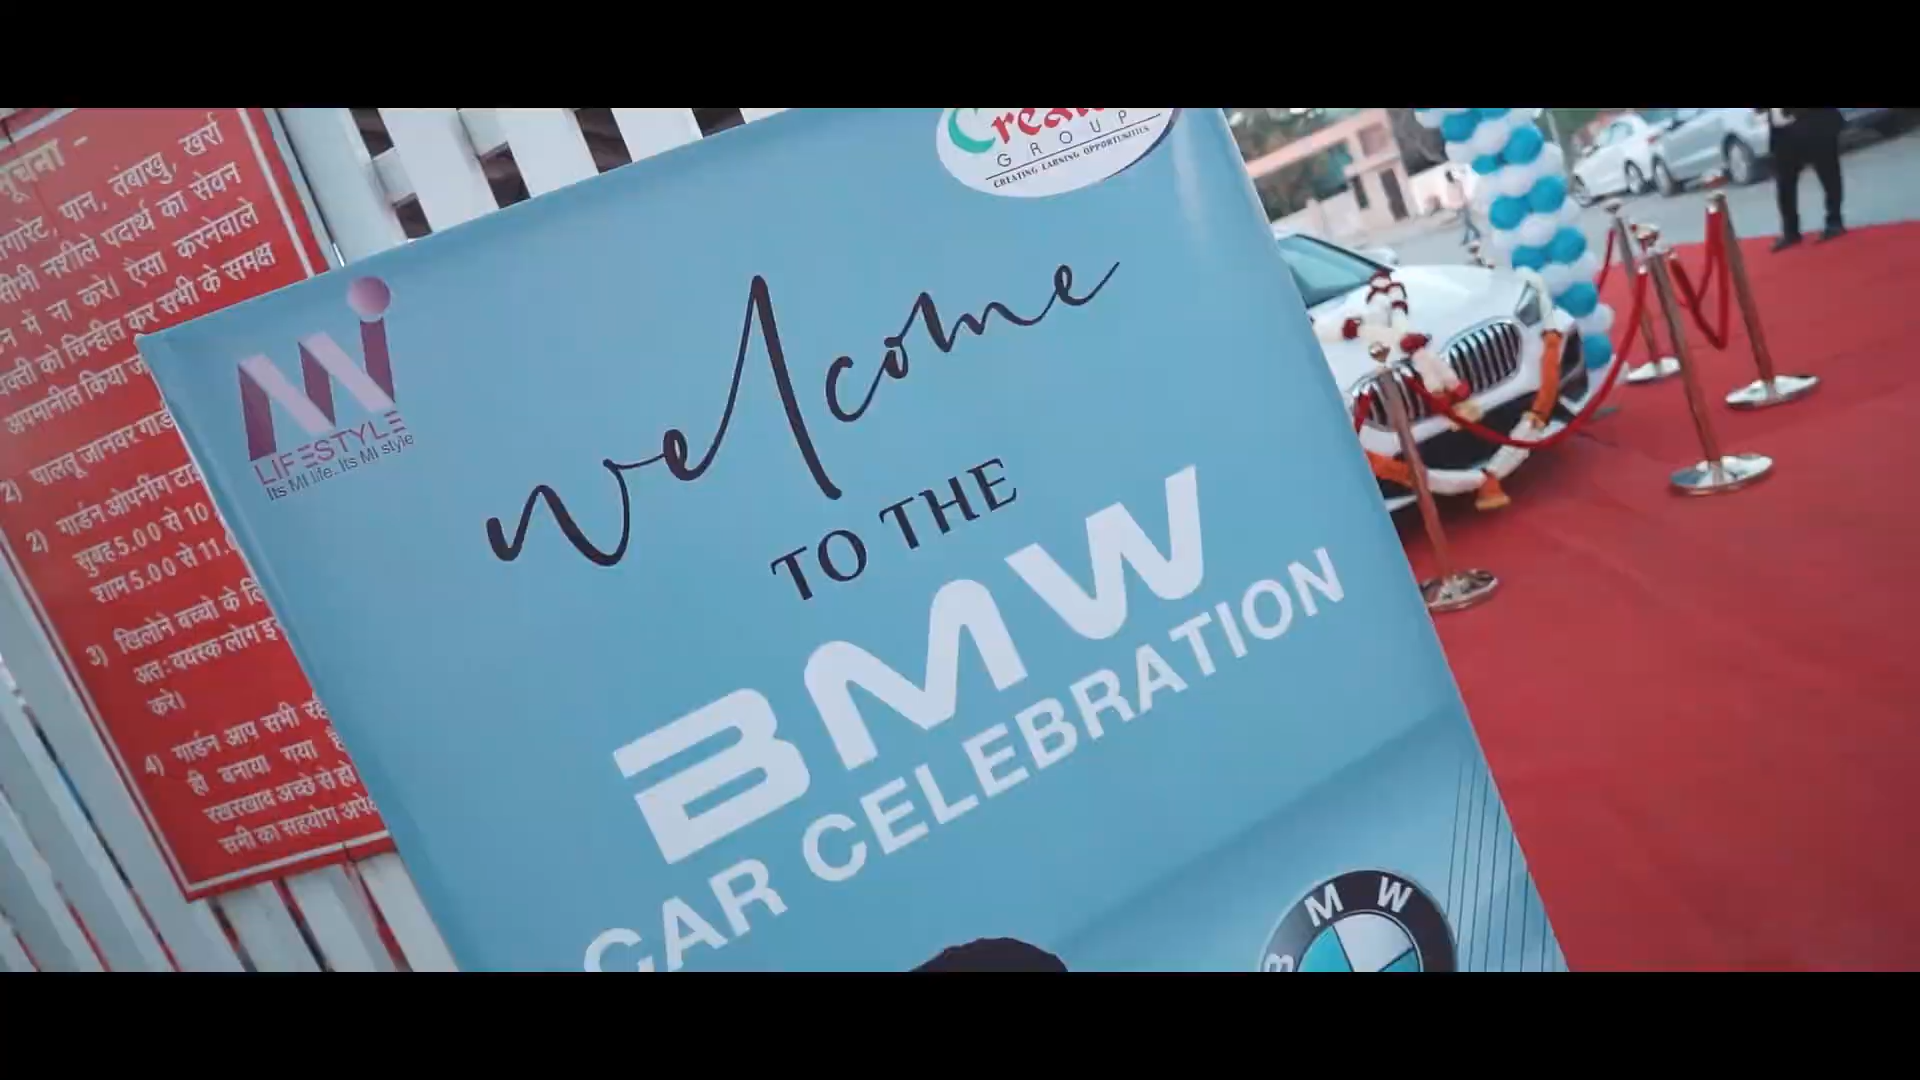 सूचना -
पान, तंबाखु, खर्रा
नशीले पदार्थ का सेवन
में ना करे। ऐसा करनेवाले
को चिन्हीत कर सभी के समक्ष
अपमानीत किया
2) पालतू जानवर
2) गार्डन ओपनींग
सुबह 5.00 से 10
शाम 5.00 से 11.
3) खिलोने बच्चो के
अतः वयस्क लोग
करे।
4) गार्डन आप सभी
ही बनाया गया
रखरखाव अच्छे से हो
सभी का सहयोग
Mi
LIFESTYLE
Its MI life. Its MI style
GROUP
CREATING EARNING OPPORTUNITIES
welcome
TO THE
BMW
CAR CELEBRATION
BMW